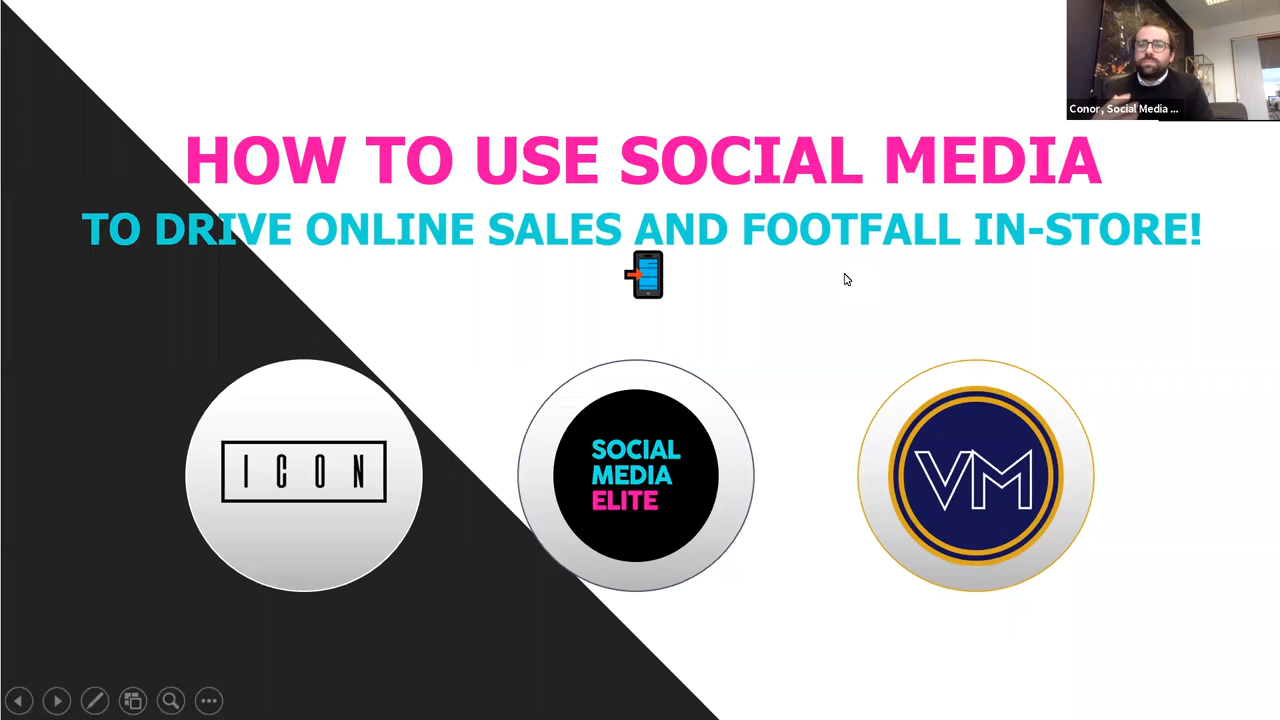 Conor, Social Media ...
HOW TO USE SOCIAL MEDIA
TO DRIVE ONLINE SALES AND FOOTFALL IN-STORE!
ICON
SOCIAL
MEDIA
ELITE
VM